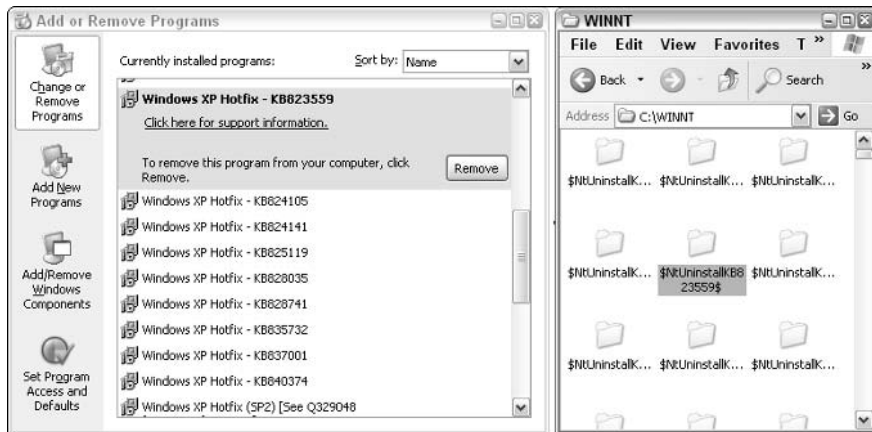 Add or Remove Programs
Change or
Remove
Programs
Add New
Programs
Add/Remove
Windows
Components
Set Program
Access and
Defaults
Currently installed programs:
Sort by: Name
Windows XP Hotfix - KB823559
Click here for support information.
To remove this program from your computer, click
Remove.
Remove
Windows XP Hotfix - KB824105
Windows XP Hotfix - KB824141
Windows XP Hotfix - KB825119
Windows XP Hotfix - KB828035
Windows XP Hotfix - KB828741
Windows XP Hotfix - KB835732
Windows XP Hotfix - KB837001
Windows XP Hotfix - KB840374
Windows XP Hotfix (SP2) [See Q329048
WINNT
File Edit View Favorites T »
Back Search »
Address C:\WINNT Go
$NtUninstallK... $NtUninstallK... $NtUninstallK...
$NtUninstallK... $NtUninstallKB8 $NtUninstallK...
23559$
$NtUninstallK... $NtUninstallK... $NtUninstallK...